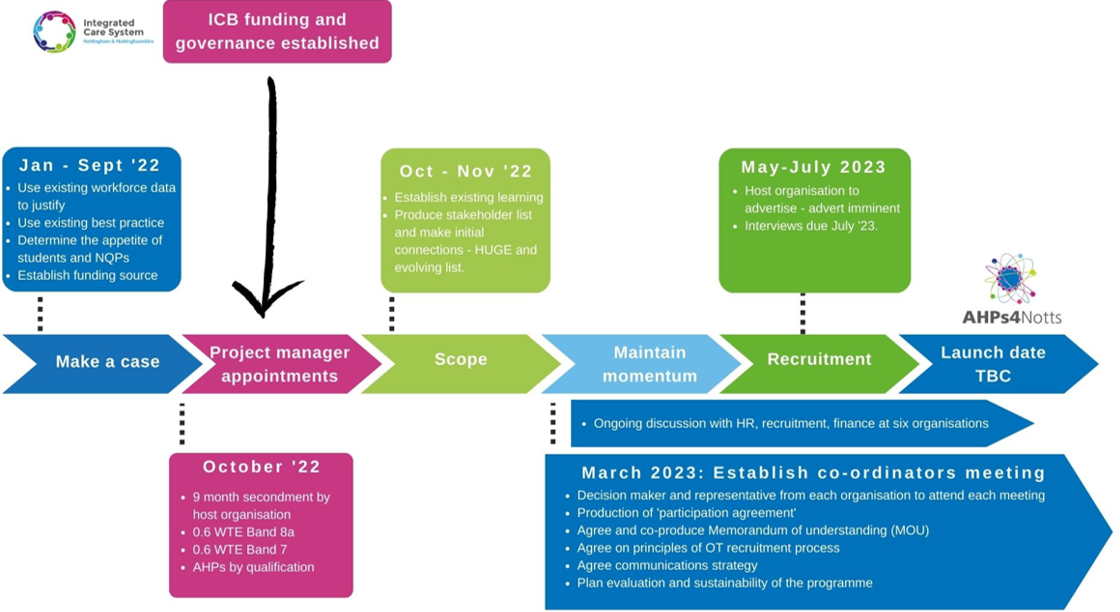 Integrated
Care System
Nottingham & Nottinghamshire
ICB funding and
governance established
Jan - Sept '22
• Use existing workforce data
to justify
• Use existing best practice
• Determine the appetite of
students and NQPs
• Establish funding source
Oct - Nov '22
• Establish existing learning
• Produce stakeholder list
and make initial
connections - HUGE and
evolving list.
May-July 2023
• Host organisation to
advertise - advert imminent
• Interviews due July '23.
AHPs4Notts
Make a case
Project manager
appointments
Scope
Maintain
momentum
Recruitment
Launch date
TBC
• Ongoing discussion with HR, recruitment, finance at six organisations
October '22
• 9 month secondment by
host organisation
• 0.6 WTE Band 8a
• 0.6 WTE Band 7
• AHPs by qualification
March 2023: Establish co-ordinators meeting
• Decision maker and representative from each organisation to attend each meeting
• Production of 'participation agreement'
• Agree and co-produce Memorandum of understanding (MOU)
• Agree on principles of OT recruitment process
• Agree communications strategy
• Plan evaluation and sustainability of the programme